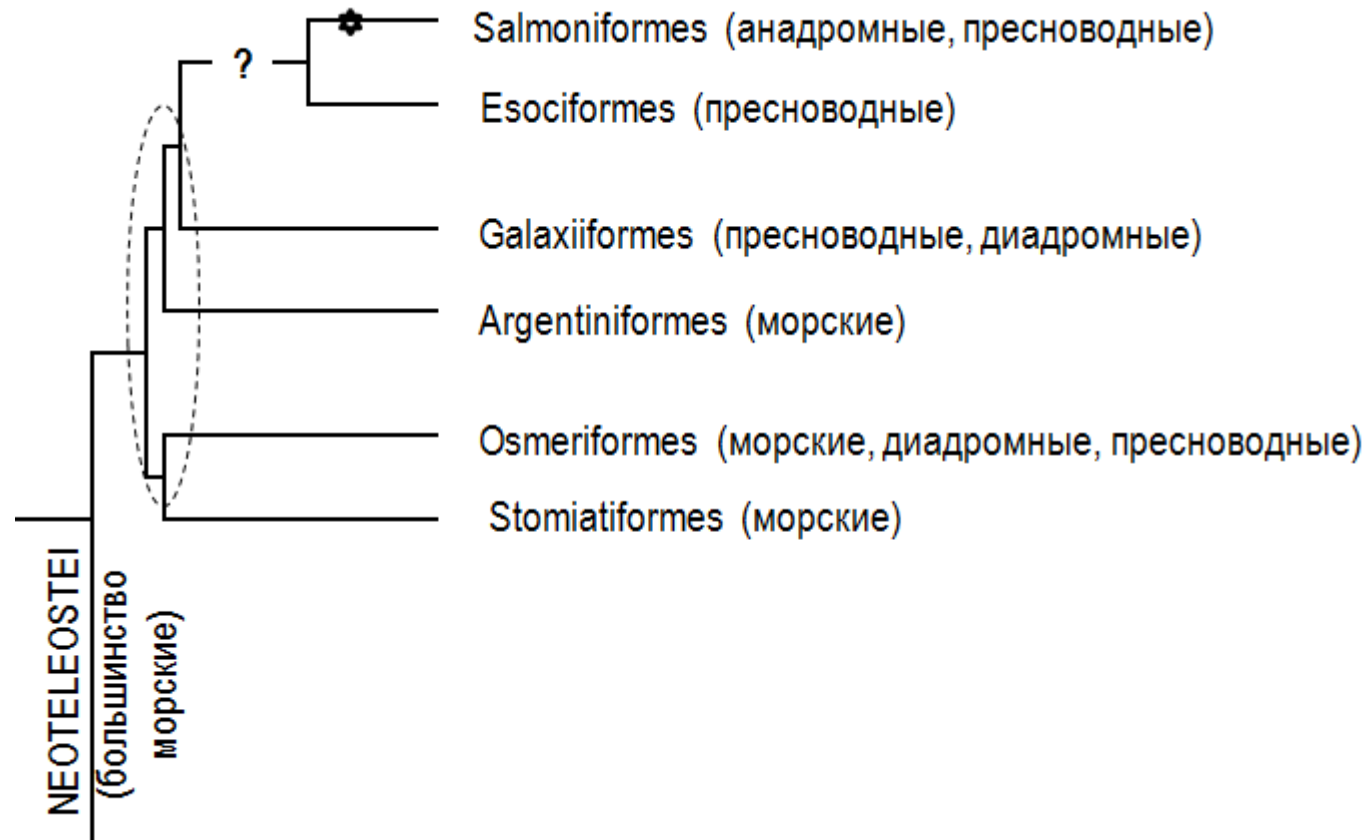 Salmoniformes (анадромные, пресноводные)
?
Esociformes (пресноводные)
Galaxiiformes (пресноводные, диадромные)
Argentiniformes (морские)
Osmeriformes (морские, диадромные, пресноводные)
Stomiatiformes (морские)
NEOTELEOSTEI
(большинство
морские)